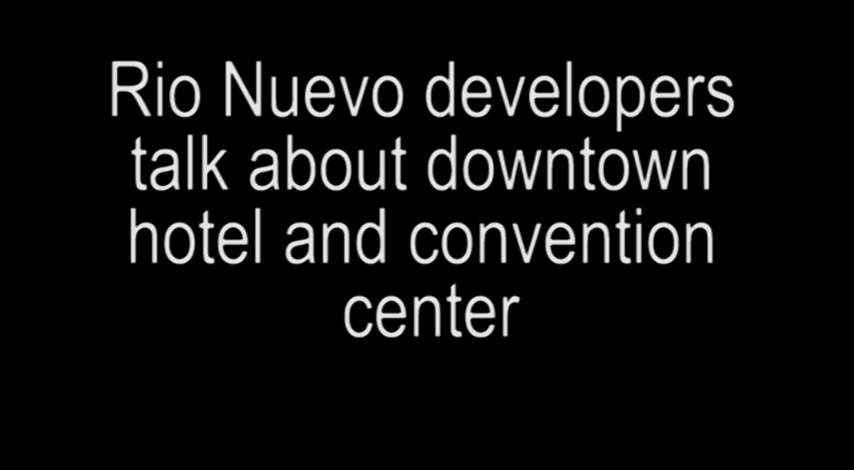 Rio Nuevo developers
talk about downtown
hotel and convention
center